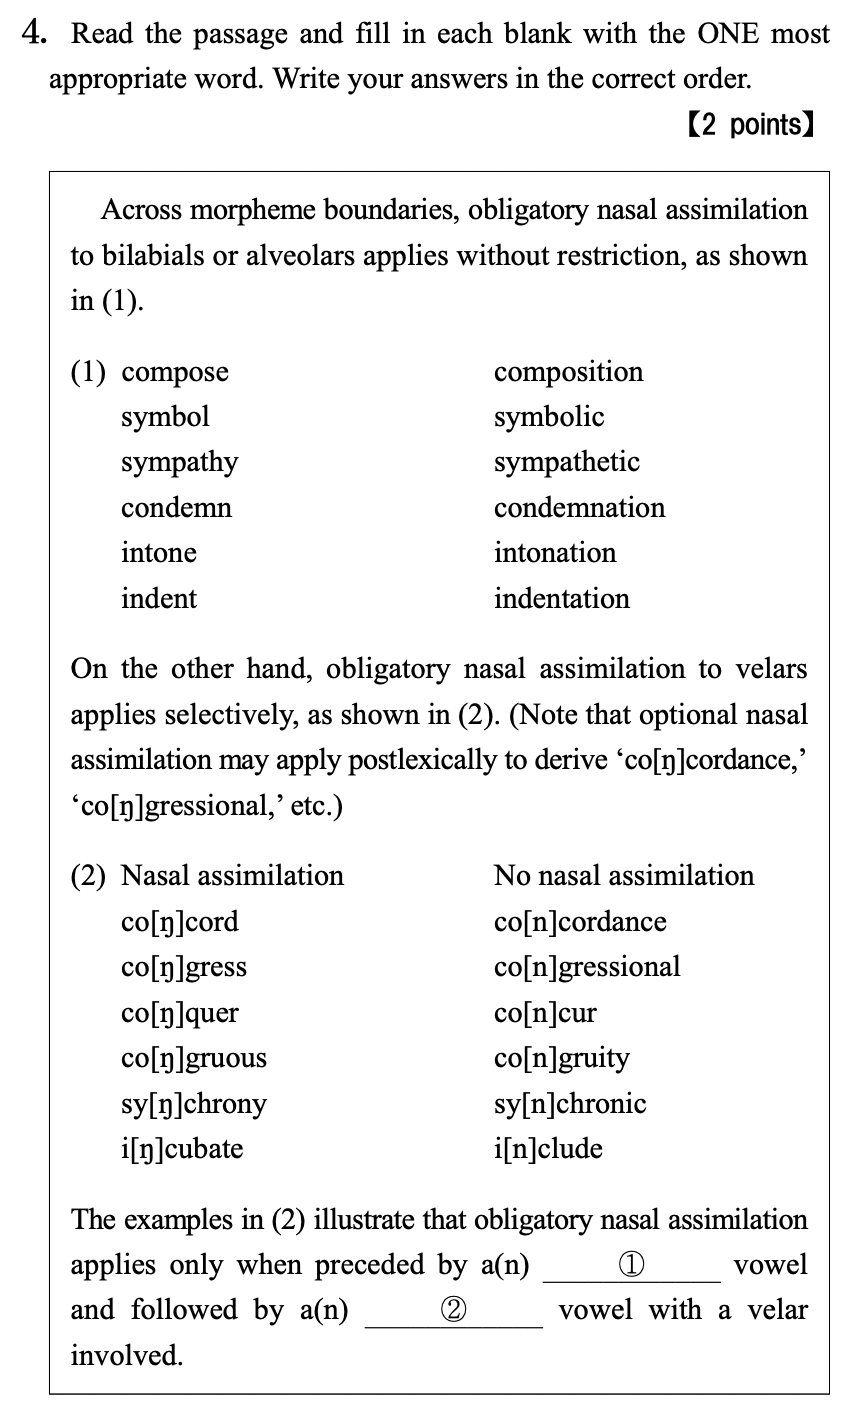 4. Read the passage and fill in each blank with the ONE most
appropriate word. Write your answers in the correct order.
【2 points】
Across morpheme boundaries, obligatory nasal assimilation
to bilabials or alveolars applies without restriction, as shown
in (1).
(1) compose composition
symbol symbolic
sympathy sympathetic
condemn condemnation
intone intonation
indent indentation
On the other hand, obligatory nasal assimilation to velars
applies selectively, as shown in (2). (Note that optional nasal
assimilation may apply postlexically to derive ‘co[ŋ]cordance,’
‘co[ŋ]gressional,’ etc.)
(2) Nasal assimilation No nasal assimilation
co[ŋ]cord co[n]cordance
co[ŋ]gress co[n]gressional
co[ŋ]quer co[n]cur
co[ŋ]gruous co[n]gruity
sy[ŋ]chrony sy[n]chronic
i[ŋ]cubate i[n]clude
The examples in (2) illustrate that obligatory nasal assimilation
applies only when preceded by a(n) ① vowel
and followed by a(n) ② vowel with a velar
involved.